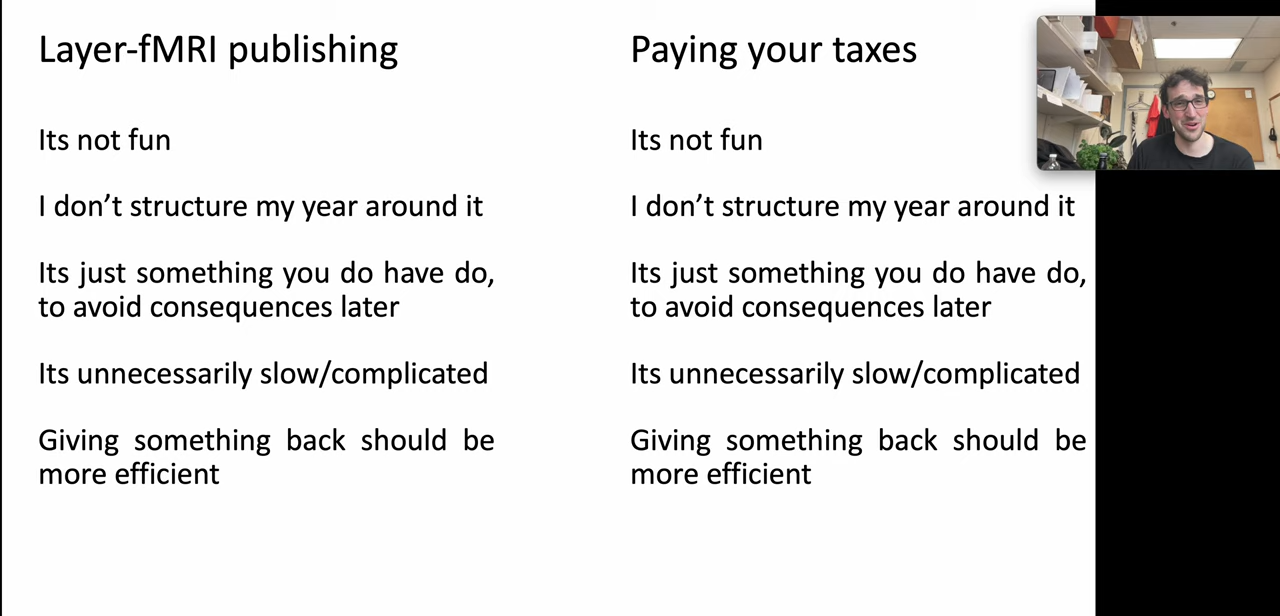 Layer-fMRI publishing
Its not fun
I don’t structure my year around it
Its just something you do have do,
to avoid consequences later
Its unnecessarily slow/complicated
Giving something back should be
more efficient
Paying your taxes
Its not fun
I don’t structure my year around it
Its just something you do have do,
to avoid consequences later
Its unnecessarily slow/complicated
Giving something back should be
more efficient